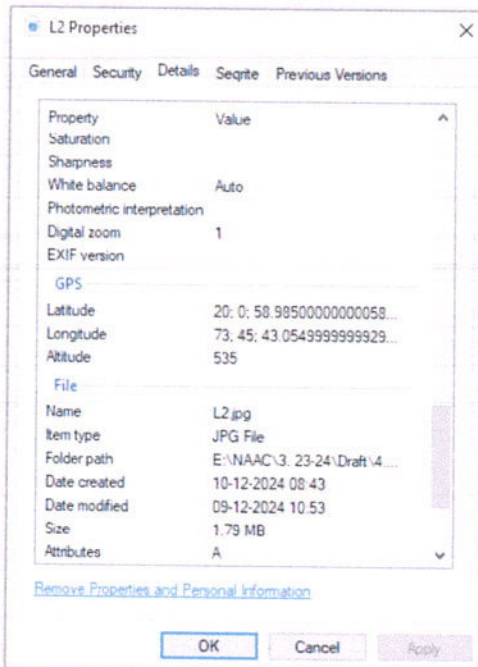 L2 Properties
General Security Details Seqrite Previous Versions
Property Value
Saturation
Sharpness
White balance Auto
Photometric interpretation
Digital zoom 1
EXIF version
GPS
Latitude 20; 0; 58.98500000000058...
Longitude 73; 45; 43.0549999999929...
Altitude 535
File
Name L2.jpg
Item type JPG File
Folder path E:\NAAC\3. 23-24\Draft\4....
Date created 10-12-2024 08:43
Date modified 09-12-2024 10:53
Size 1.79 MB
Attributes A
Remove Properties and Personal Information
OK Cancel Apply